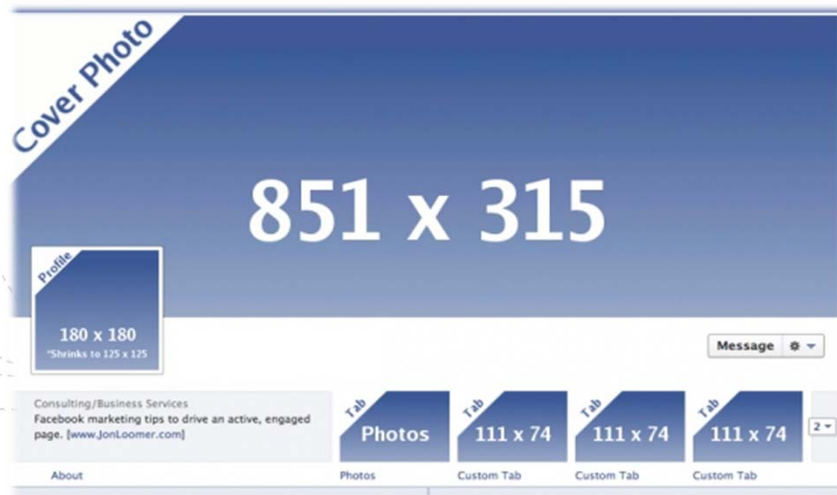 Cover Photo
851 x 315
Profile
180 x 180
*Shrinks to 125 x 125
Message
Consulting/Business Services
Facebook marketing tips to drive an active, engaged
page. [www.JonLoomer.com]
Tab
Photos
Tab
111 x 74
Tab
111 x 74
Tab
111 x 74
2
About
Photos
Custom Tab
Custom Tab
Custom Tab